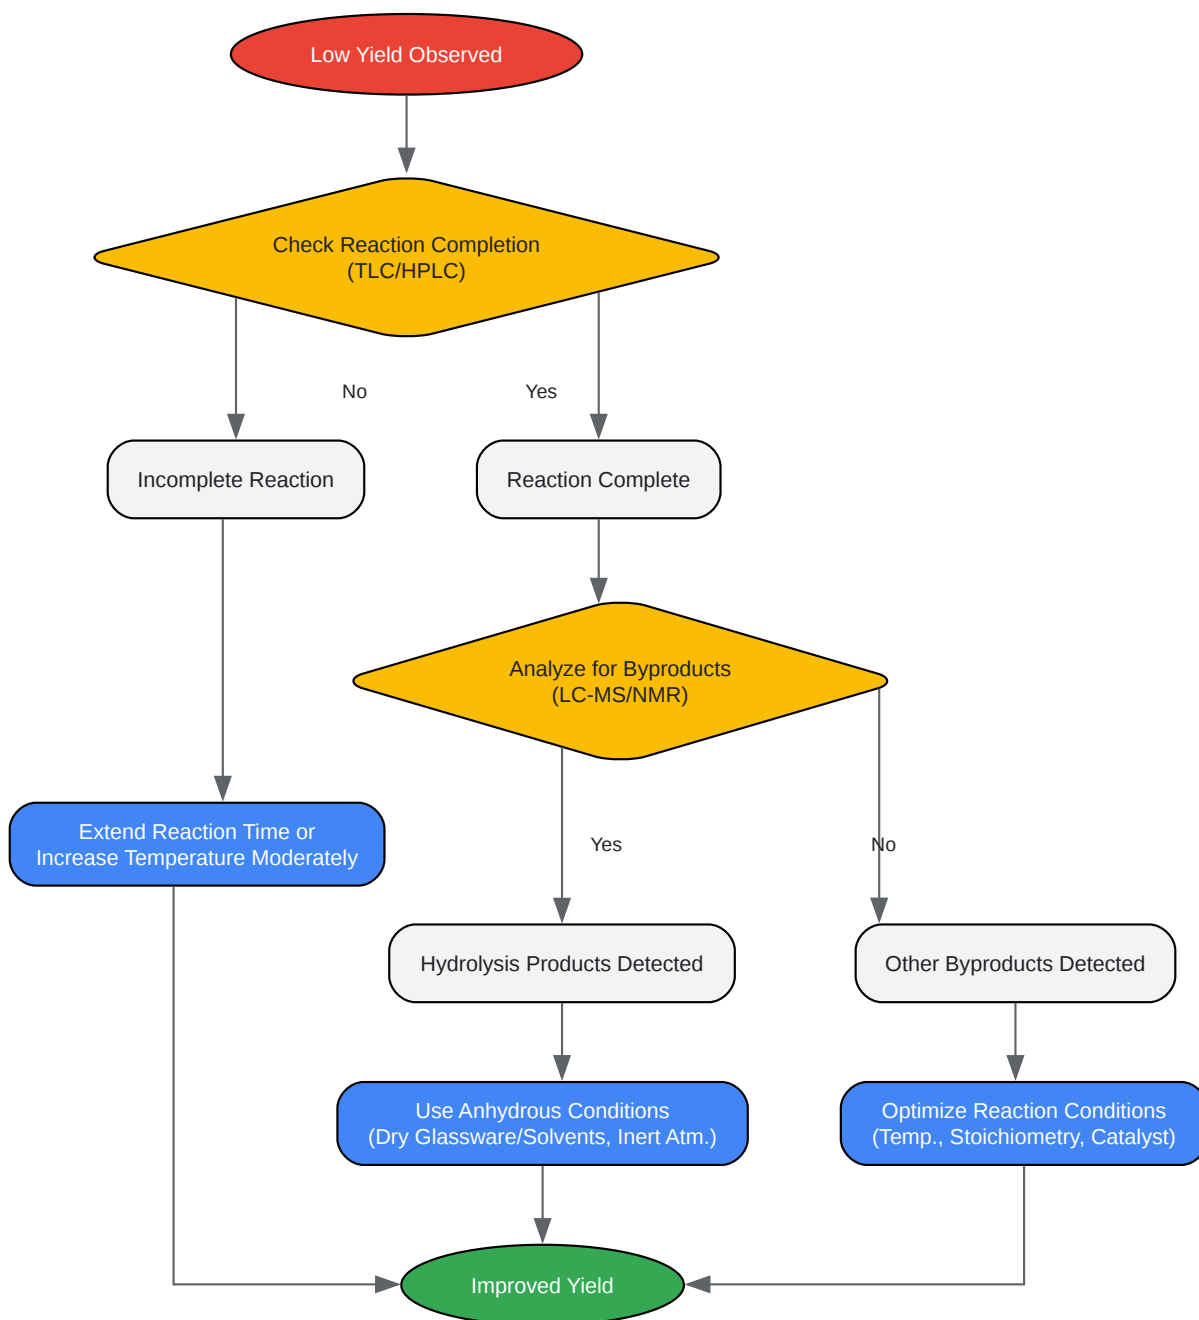 Low Yield Observed
Check Reaction Completion
(TLC/HPLC)
No
Yes
Incomplete Reaction
Reaction Complete
Analyze for Byproducts
(LC-MS/NMR)
Extend Reaction Time or
Increase Temperature Moderately
Yes
No
Hydrolysis Products Detected
Other Byproducts Detected
Use Anhydrous Conditions
(Dry Glassware/Solvents, Inert Atm.)
Optimize Reaction Conditions
(Temp., Stoichiometry, Catalyst)
Improved Yield